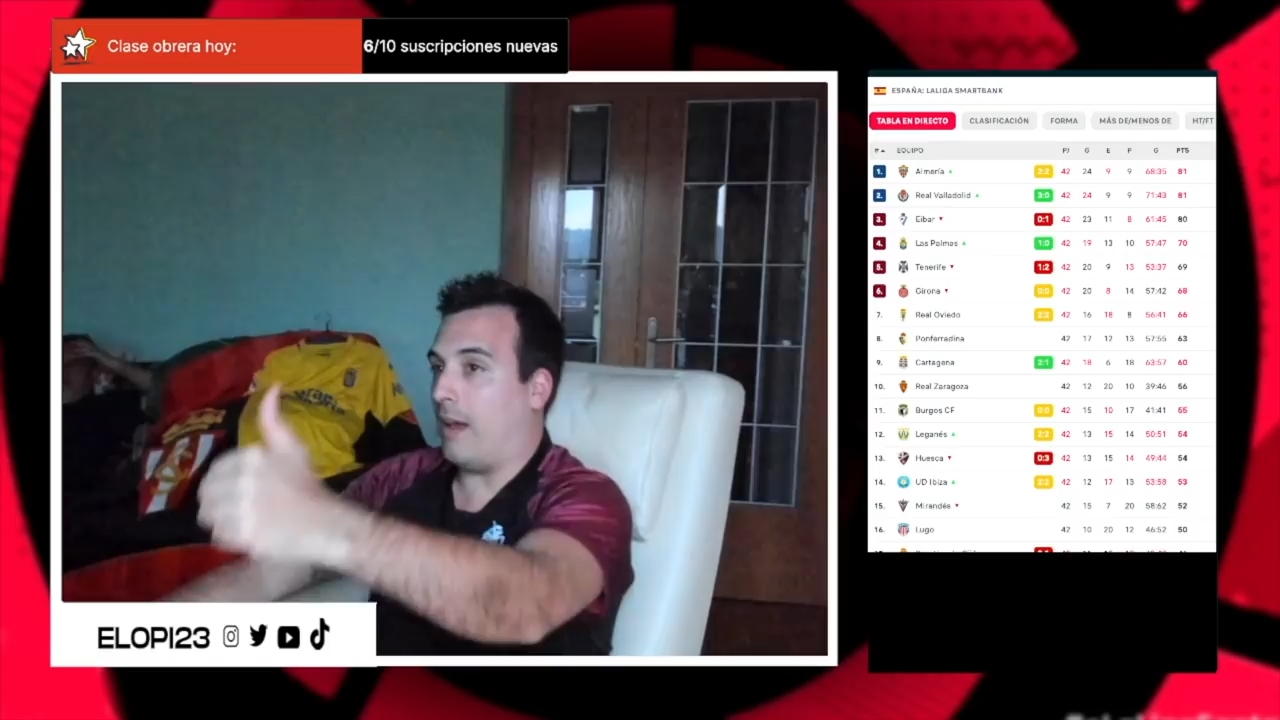 Clase obrera hoy:
6/10 suscripciones nuevas
ELOPI23
ESPAÑA: LALIGA SMARTBANK
TABLA EN DIRECTO CLASIFICACIÓN FORMA MÁS DE/MENOS DE HT/FT
# EQUIPO PJ G E P G PTS
1. Almería 2:2 42 24 9 9 68:35 81
2. Real Valladolid 3:0 42 24 9 9 71:43 81
3. Eibar 0:1 42 23 11 8 61:45 80
4. Las Palmas 1:0 42 19 13 10 57:47 70
5. Tenerife 1:2 42 20 9 13 53:37 69
6. Girona 0:0 42 20 8 14 57:42 68
7. Real Oviedo 2:2 42 16 18 8 56:41 66
8. Ponferradina 42 17 12 13 57:55 63
9. Cartagena 2:1 42 18 6 18 63:57 60
10. Real Zaragoza 42 12 20 10 39:46 56
11. Burgos CF 0:0 42 15 10 17 41:41 55
12. Leganés 2:2 42 13 15 14 50:51 54
13. Huesca 0:3 42 13 15 14 49:44 54
14. UD Ibiza 2:2 42 12 17 13 53:58 53
15. Mirandés 42 15 7 20 58:62 52
16. Lugo 42 10 20 12 46:52 50